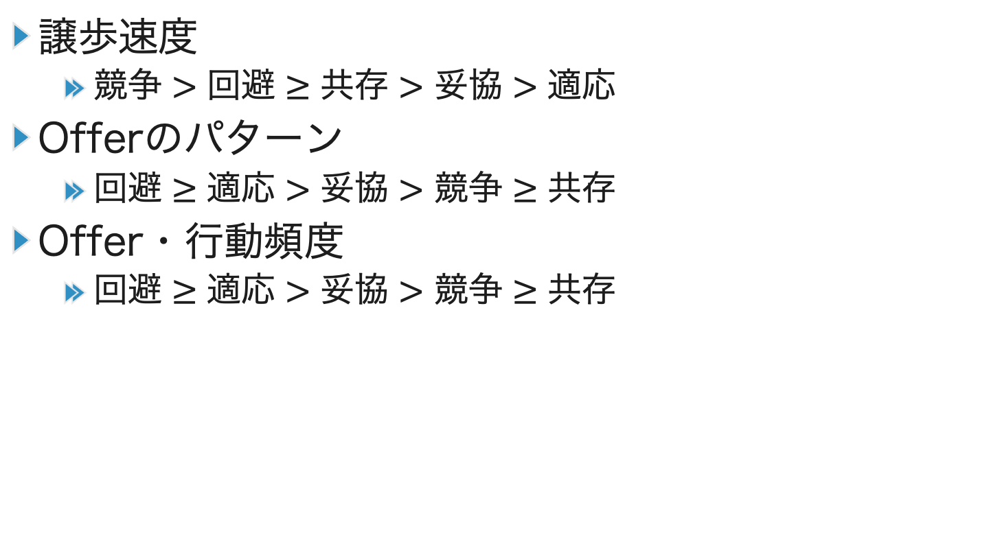 譲歩速度
競争 > 回避 ≥ 共存 > 妥協 > 適応
Offerのパターン
回避 ≥ 適応 > 妥協 > 競争 ≥ 共存
Offer・行動頻度
回避 ≥ 適応 > 妥協 > 競争 ≥ 共存